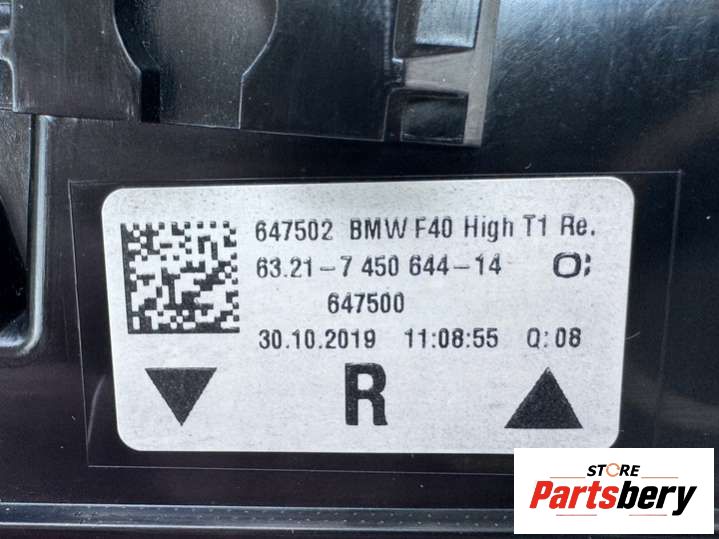 647502 BMW F40 High T1 Re.
63.21-7 450 644-14 O:
647500
30.10.2019 11:08:55 Q:08
R
STORE
Partsbery